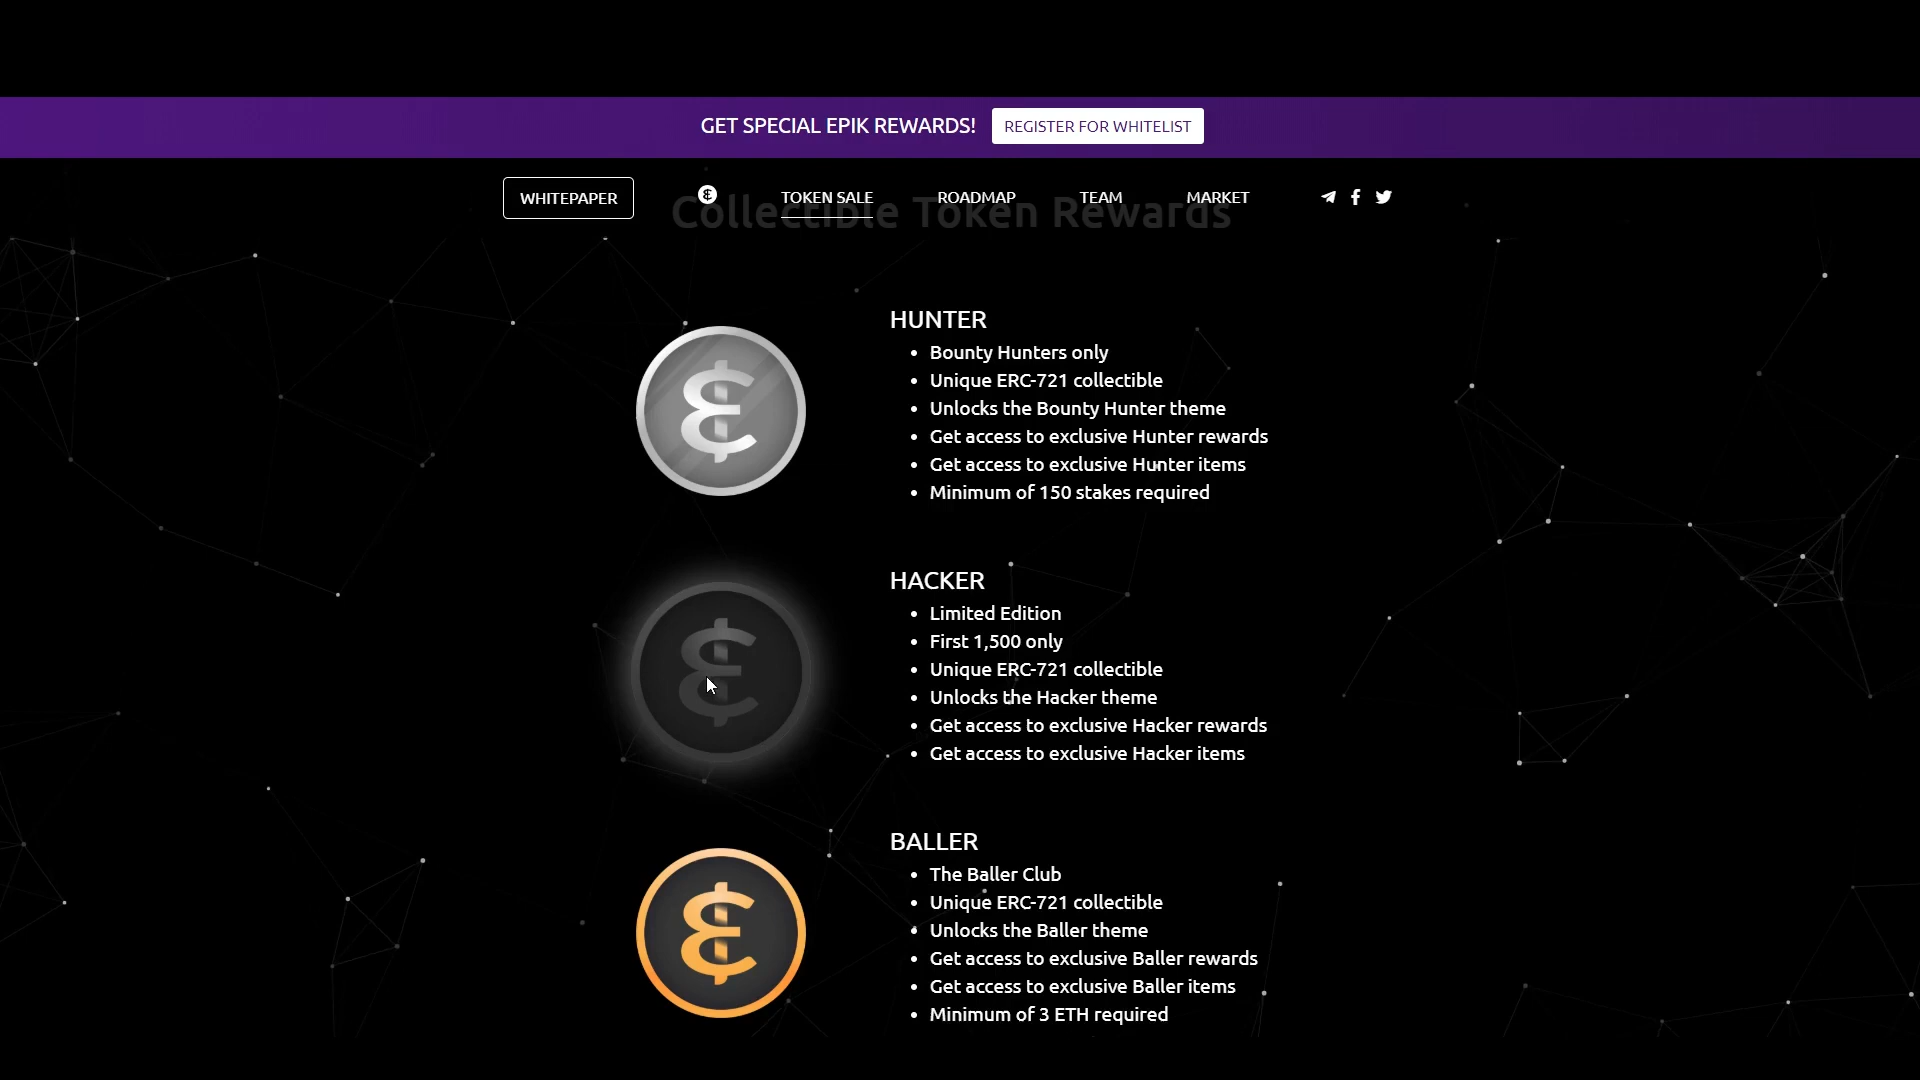 GET SPECIAL EPIK REWARDS!
REGISTER FOR WHITELIST
WHITEPAPER
TOKEN SALE
ROADMAP
TEAM
MARKET
Collectible Token Rewards
HUNTER
• Bounty Hunters only
• Unique ERC-721 collectible
• Unlocks the Bounty Hunter theme
• Get access to exclusive Hunter rewards
• Get access to exclusive Hunter items
• Minimum of 150 stakes required
HACKER
• Limited Edition
• First 1,500 only
• Unique ERC-721 collectible
• Unlocks the Hacker theme
• Get access to exclusive Hacker rewards
• Get access to exclusive Hacker items
BALLER
• The Baller Club
• Unique ERC-721 collectible
• Unlocks the Baller theme
• Get access to exclusive Baller rewards
• Get access to exclusive Baller items
• Minimum of 3 ETH required